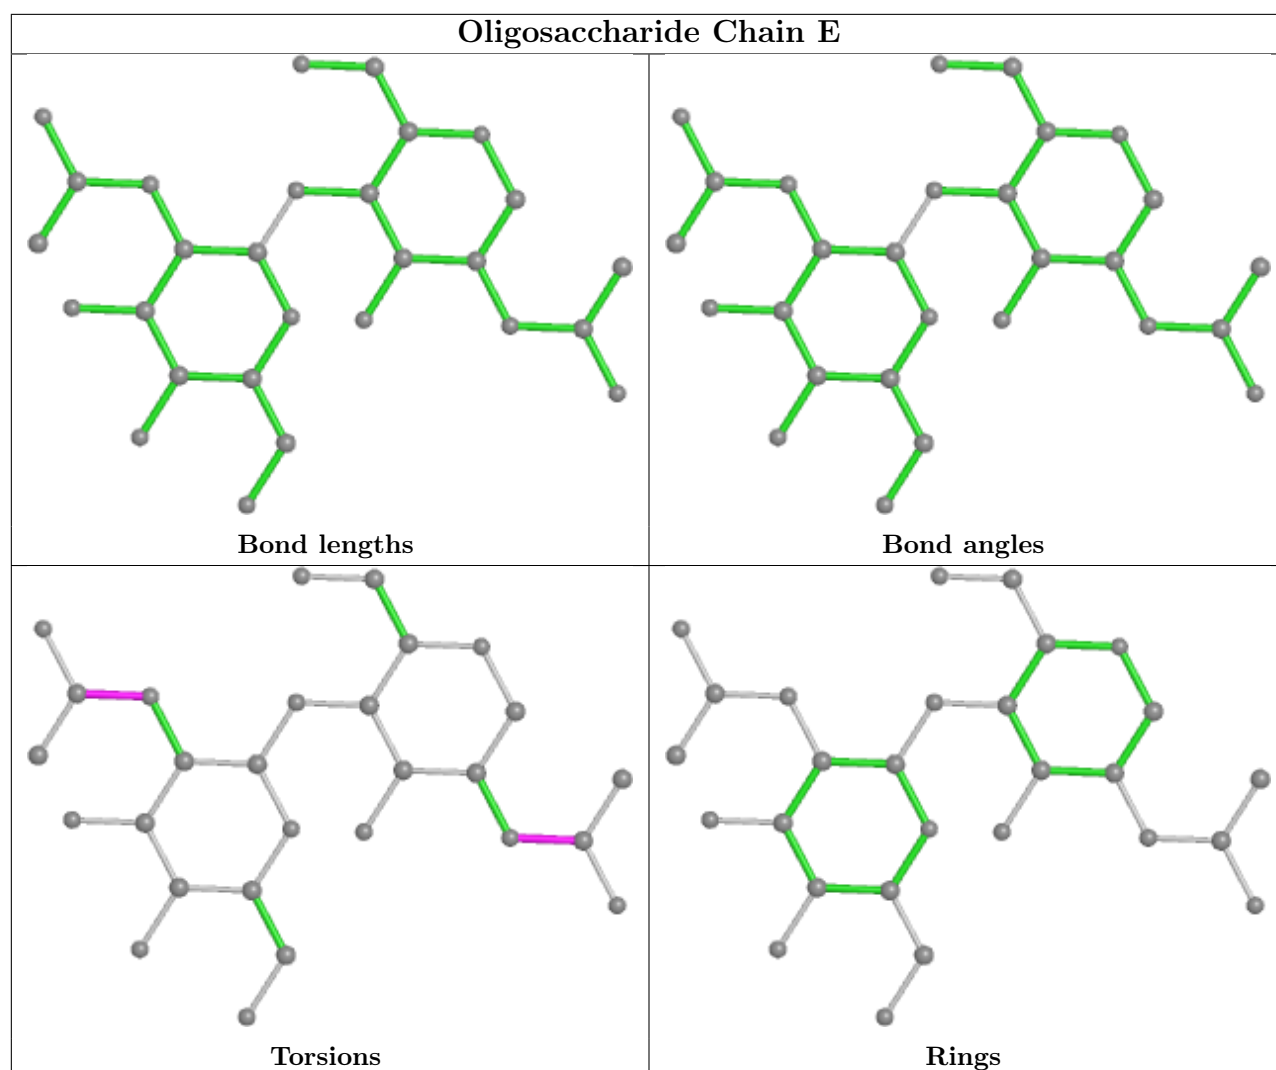 Oligosaccharide Chain E
Bond lengths
Bond angles
Torsions
Rings